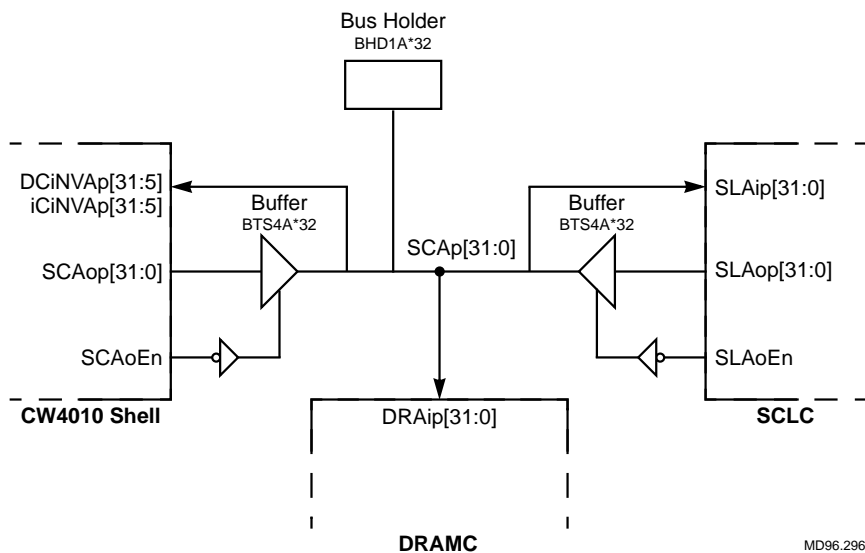 Bus Holder
BHD1A*32
DCiNVAp[31:5]
iCiNVAp[31:5]
Buffer
BTS4A*32
Buffer
BTS4A*32
SLAip[31:0]
SCAp[31:0]
SCAop[31:0]
SLAop[31:0]
SCAoEn
SLAoEn
CW4010 Shell
DRAip[31:0]
SCLC
DRAMC
MD96.296